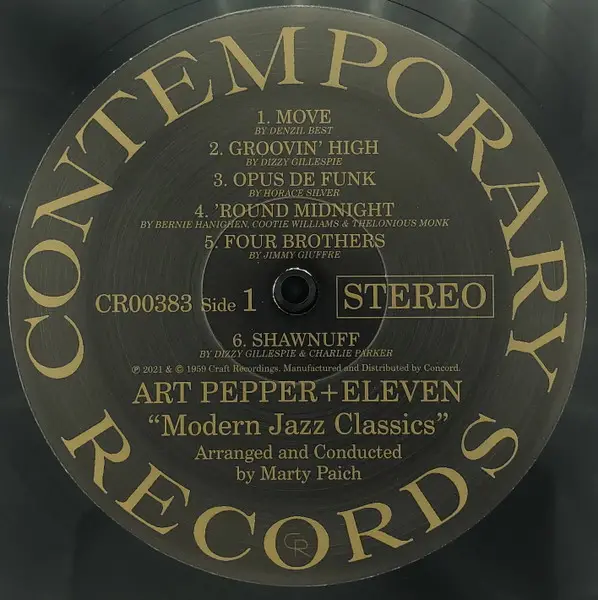 CONTEMPORARY
1. MOVE
BY DENZIL BEST
2. GROOVIN' HIGH
BY DIZZY GILLESPIE
3. OPUS DE FUNK
BY HORACE SILVER
4. 'ROUND MIDNIGHT
BY BERNIE HANIGHEN, COOTIE WILLIAMS & THELONIOUS MONK
5. FOUR BROTHERS
BY JIMMY GIUFFRE
CR00383 Side 1
STEREO
6. SHAWNUFF
BY DIZZY GILLESPIE & CHARLIE PARKER
℗ 2021 & © 1959 Craft Recordings. Manufactured and Distributed by Concord.
ART PEPPER+ELEVEN
“Modern Jazz Classics”
Arranged and Conducted
by Marty Paich
RECORDS
CR